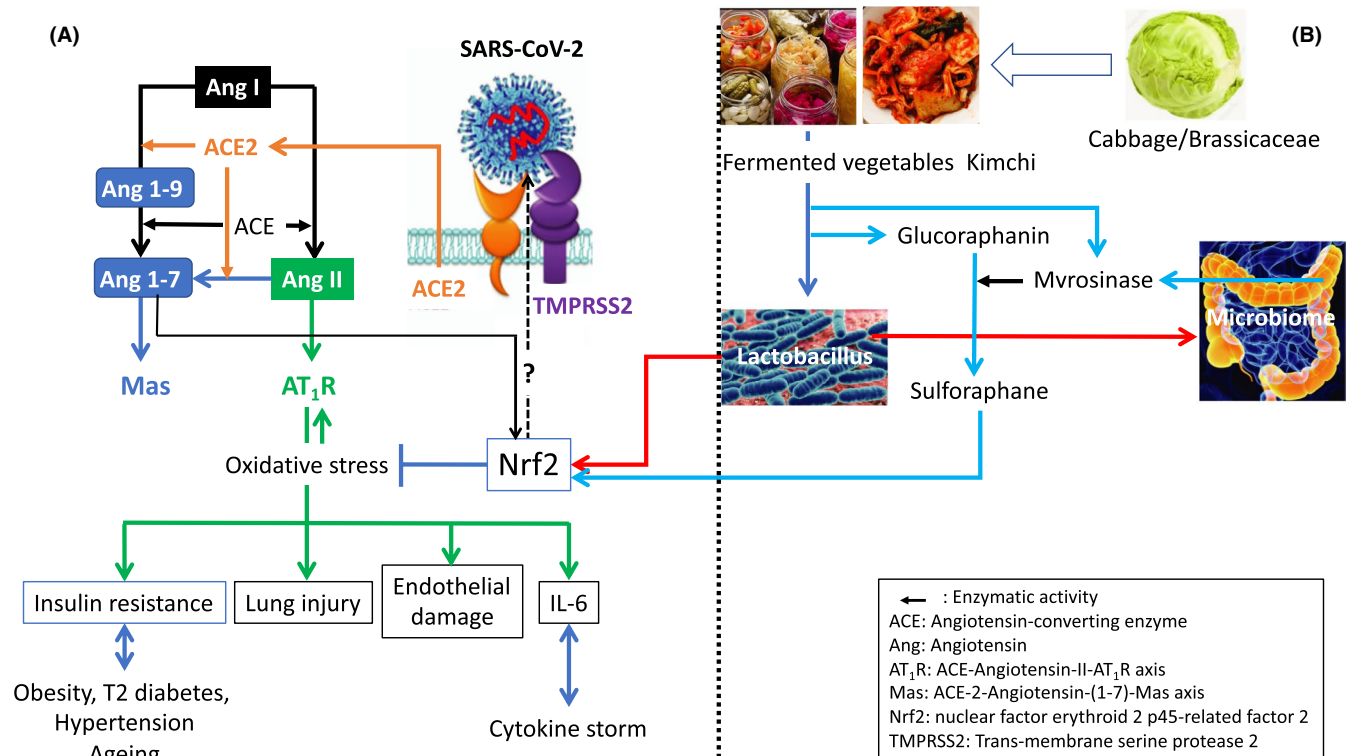 (A)
SARS-CoV-2
(B)
Ang I
ACE2
Ang 1-9
ACE
Ang 1-7
Ang II
ACE2
TMPRSS2
Mas
AT₁R
?
Oxidative stress
Nrf2
Insulin resistance
Lung injury
Endothelial
damage
IL-6
Obesity, T2 diabetes,
Hypertension
Ageing
Cytokine storm
Cabbage/Brassicaceae
Fermented vegetables Kimchi
Glucoraphanin
Mvrosinase
Microbiome
Lactobacillus
Sulforaphane
: Enzymatic activity
ACE: Angiotensin-converting enzyme
Ang: Angiotensin
AT₁R: ACE-Angiotensin-II-AT₁R axis
Mas: ACE-2-Angiotensin-(1-7)-Mas axis
Nrf2: nuclear factor erythroid 2 p45-related factor 2
TMPRSS2: Trans-membrane serine protease 2